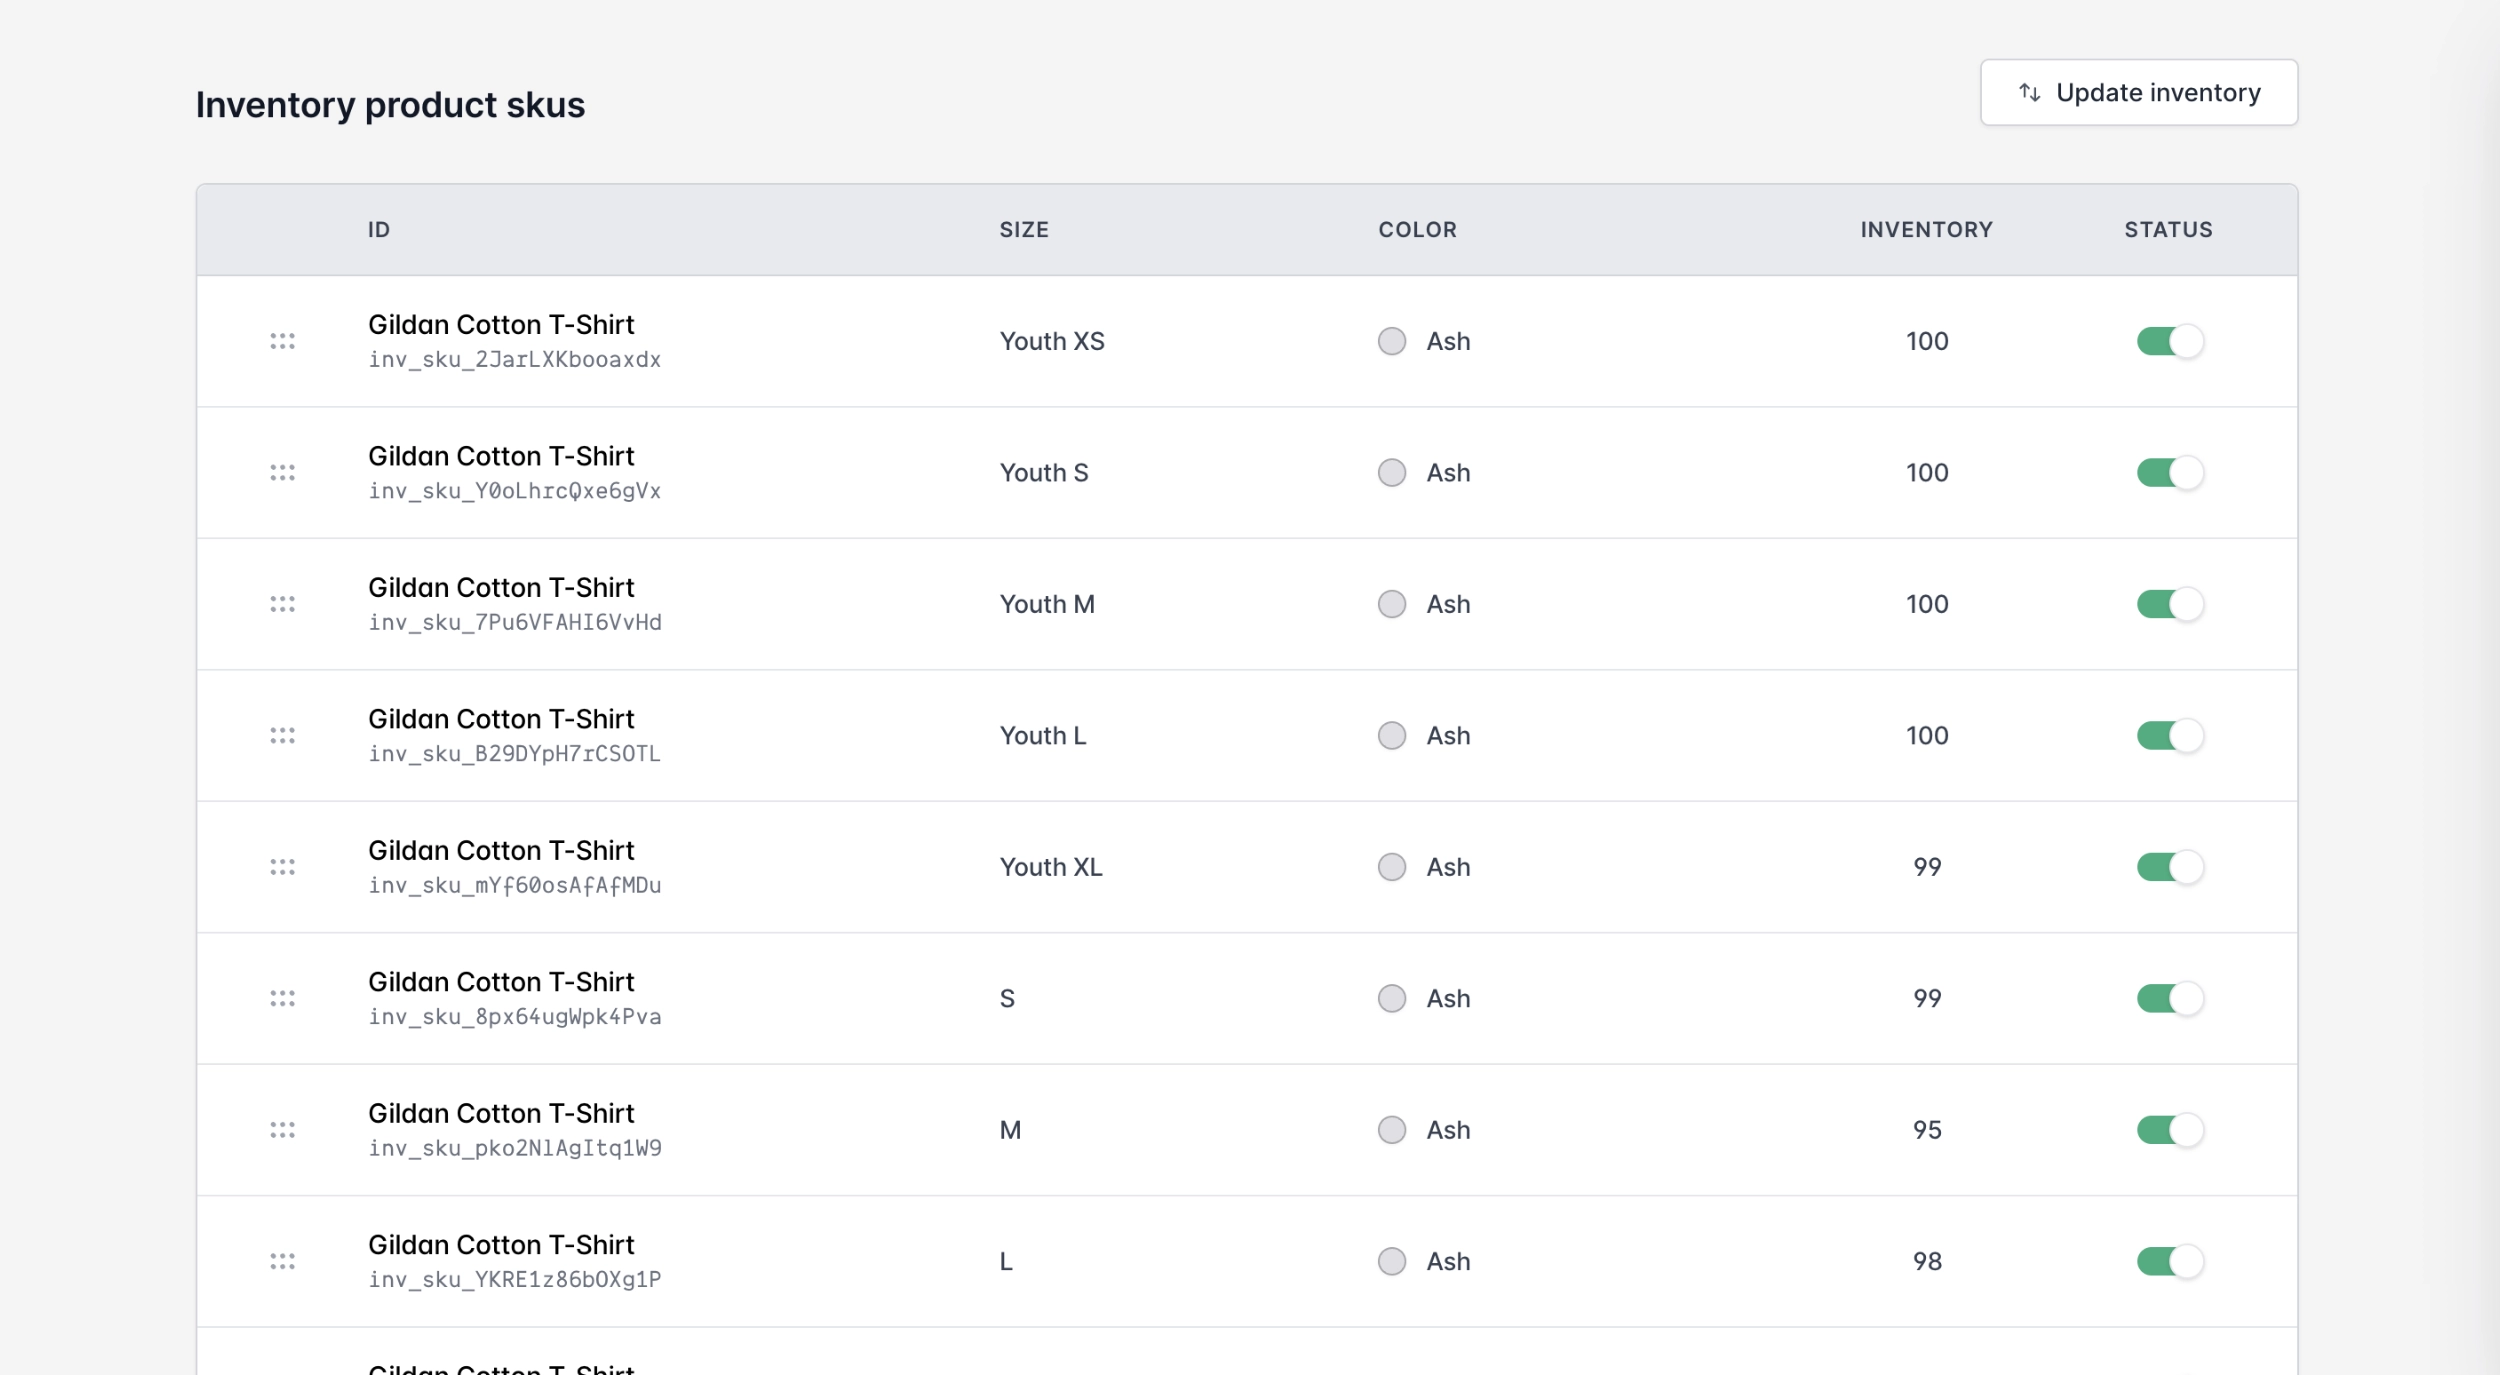 Inventory product skus
Update inventory
ID SIZE COLOR INVENTORY STATUS
Gildan Cotton T-Shirt
inv_sku_2JarLXKbooaxdx
Youth XS Ash 100
Gildan Cotton T-Shirt
inv_sku_Y0oLhrcQxe6gVx
Youth S Ash 100
Gildan Cotton T-Shirt
inv_sku_7Pu6VFAHI6VvHd
Youth M Ash 100
Gildan Cotton T-Shirt
inv_sku_B29DYpH7rCSOTL
Youth L Ash 100
Gildan Cotton T-Shirt
inv_sku_mYf60osAfAfMDu
Youth XL Ash 99
Gildan Cotton T-Shirt
inv_sku_8px64ugWpk4Pva
S Ash 99
Gildan Cotton T-Shirt
inv_sku_pko2NlAgItq1W9
M Ash 95
Gildan Cotton T-Shirt
inv_sku_YKRE1z86bOXg1P
L Ash 98
Gildan Cotton T-Shirt